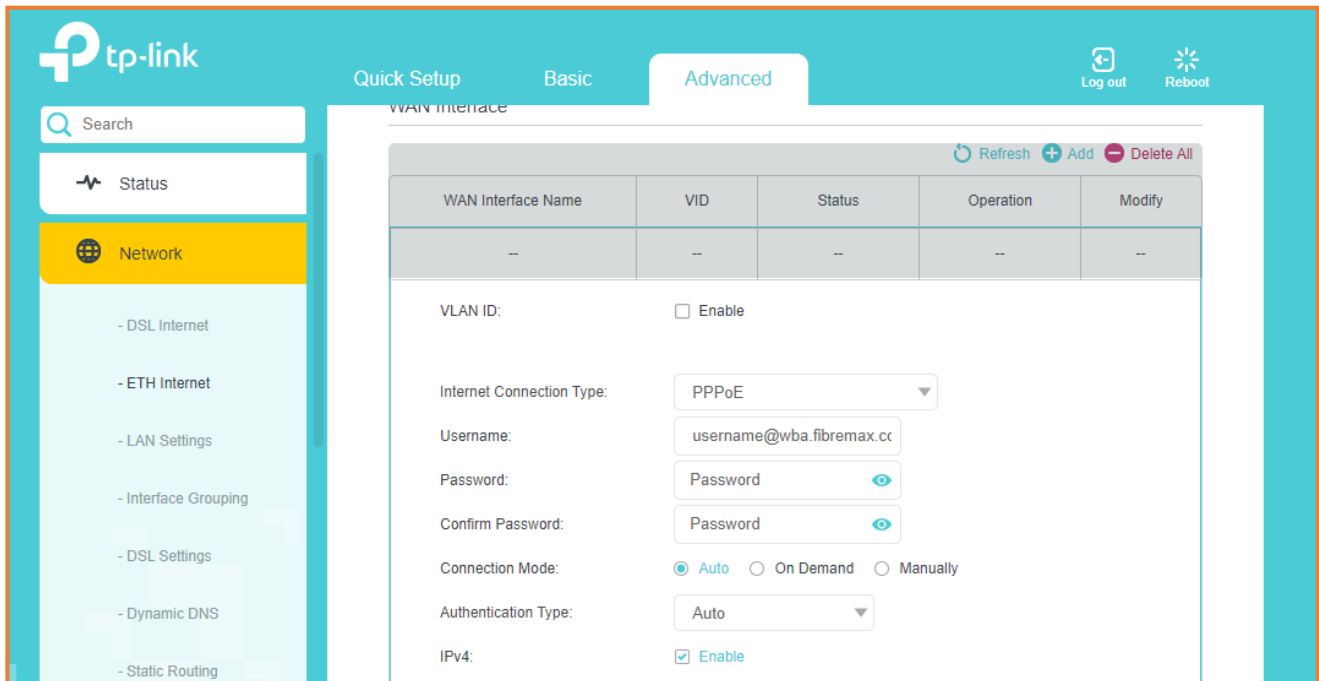 tp-link
Quick Setup Basic Advanced
Log out Reboot
Search
Status
Network
- DSL Internet
- ETH Internet
- LAN Settings
- Interface Grouping
- DSL Settings
- Dynamic DNS
- Static Routing
WAN Interface
Refresh Add Delete All
WAN Interface Name VID Status Operation Modify
-- -- -- -- --
VLAN ID: Enable
Internet Connection Type: PPPoE
Username: username@wba.fibremax.cc
Password: Password
Confirm Password: Password
Connection Mode: Auto On Demand Manually
Authentication Type: Auto
IPv4: Enable